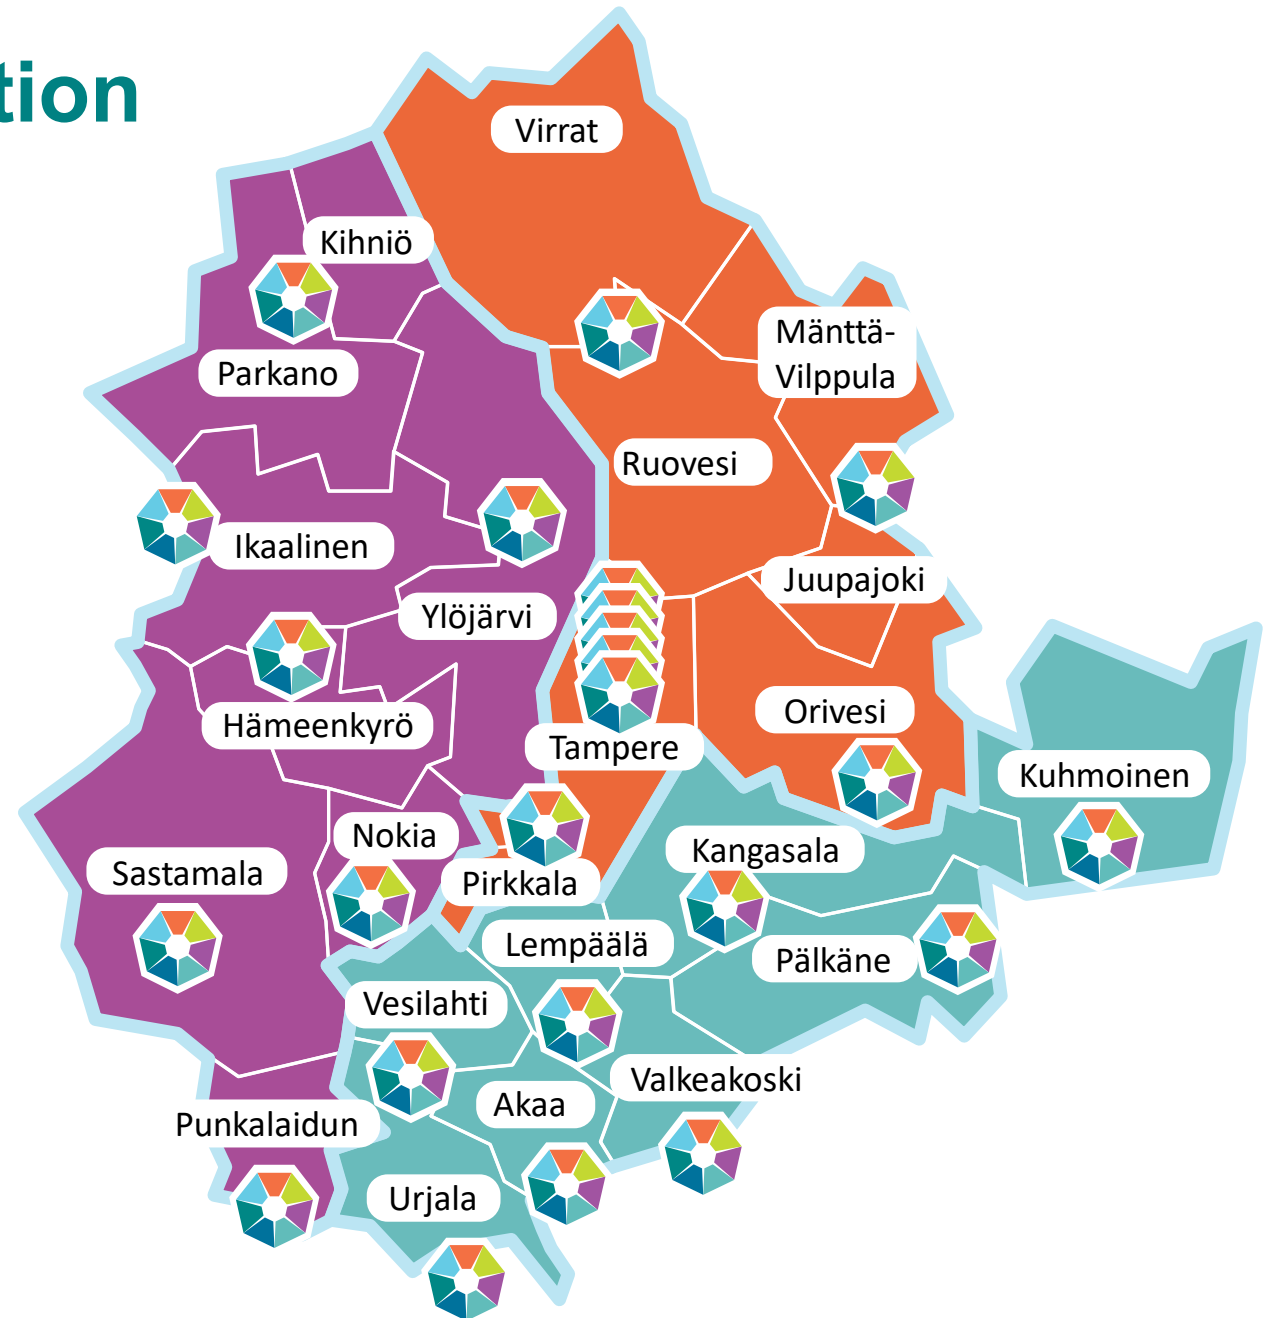 tion
Virrat
Kihniö
Mänttä-
Vilppula
Parkano
Ruovesi
Ikaalinen
Juupajoki
Ylöjärvi
Hämeenkyrö
Orivesi
Tampere
Kuhmoinen
Nokia
Kangasala
Sastamala
Pirkkala
Lempäälä
Pälkäne
Vesilahti
Valkeakoski
Akaa
Punkalaidun
Urjala